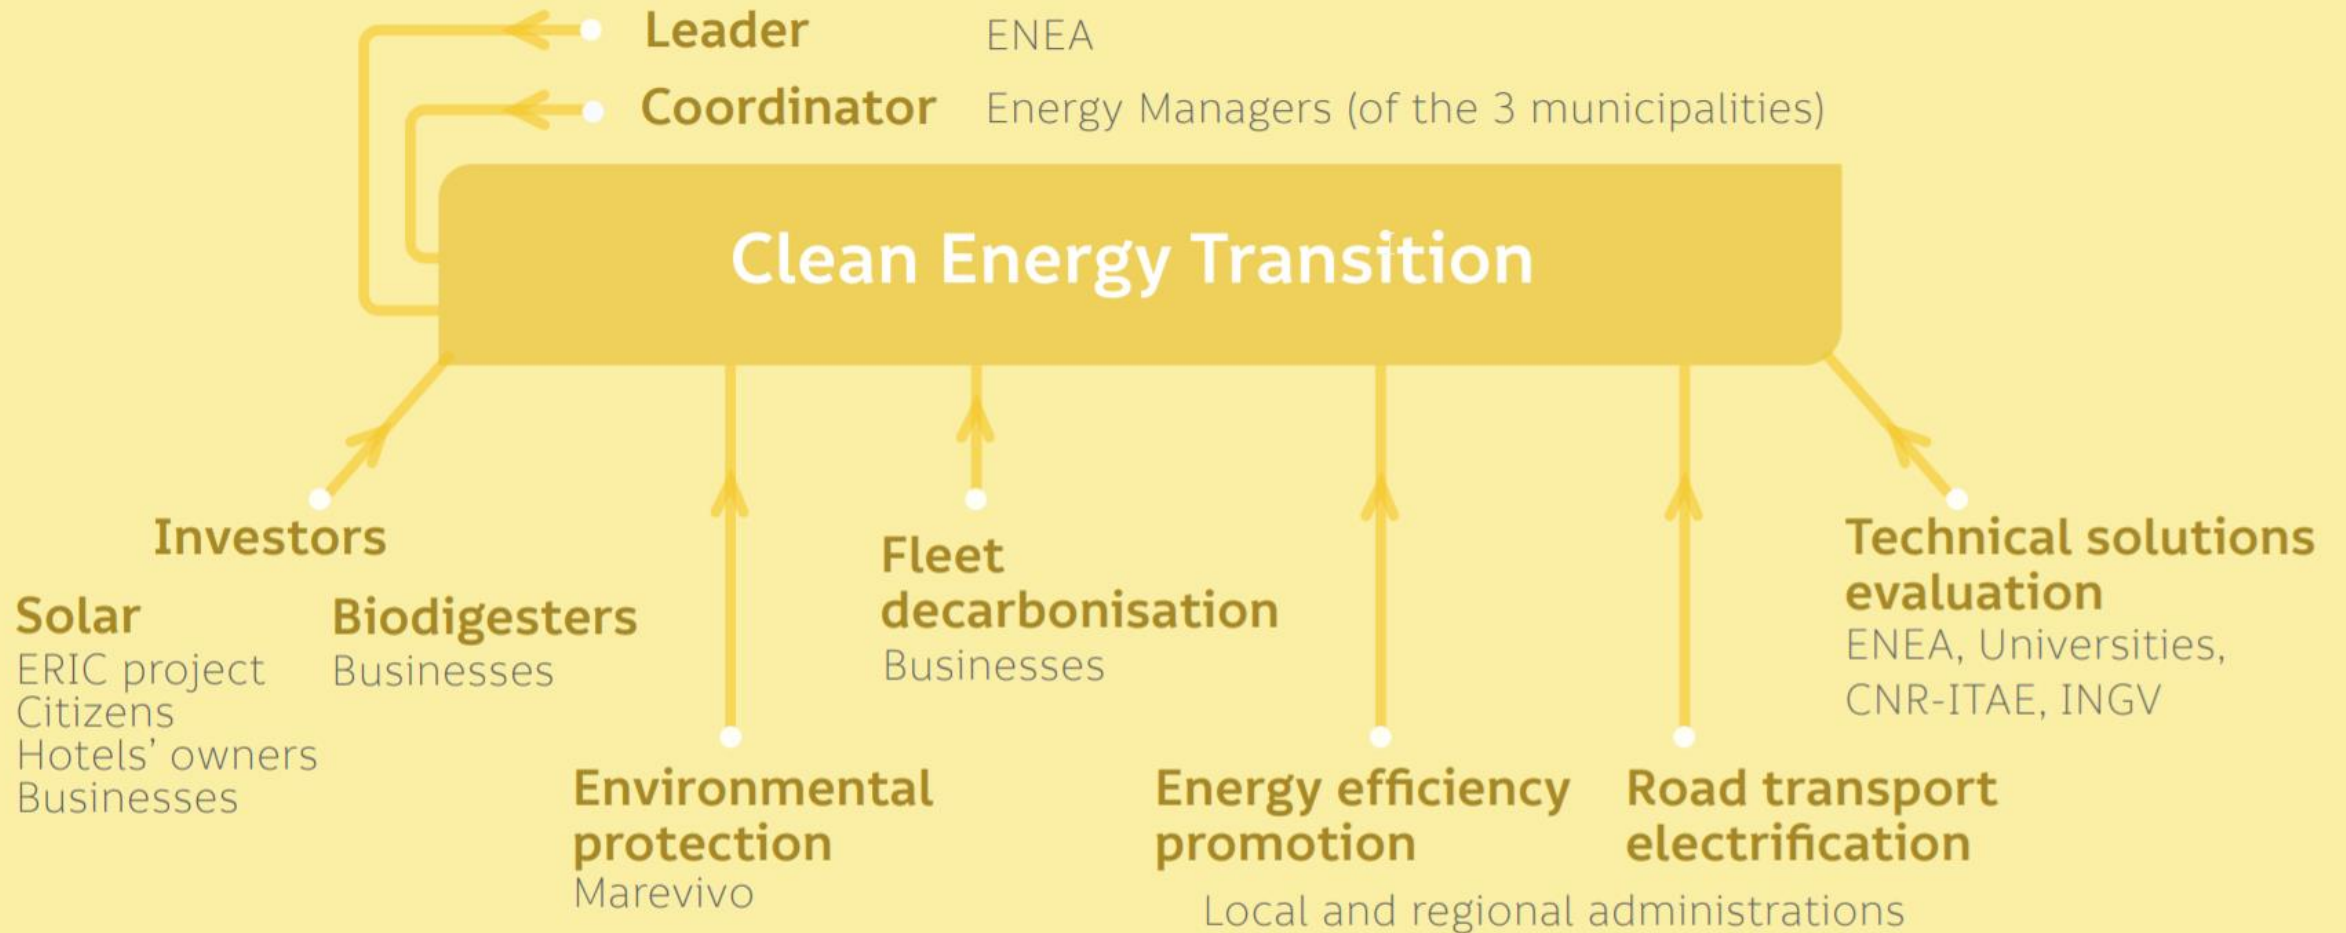 Leader ENEA
Coordinator Energy Managers (of the 3 municipalities)
Clean Energy Transition
Investors
Solar
ERIC project
Citizens
Hotels’ owners
Businesses
Biodigesters
Businesses
Environmental
protection
Marevivo
Fleet
decarbonisation
Businesses
Energy efficiency
promotion
Road transport
electrification
Local and regional administrations
Technical solutions
evaluation
ENEA, Universities,
CNR-ITAE, INGV